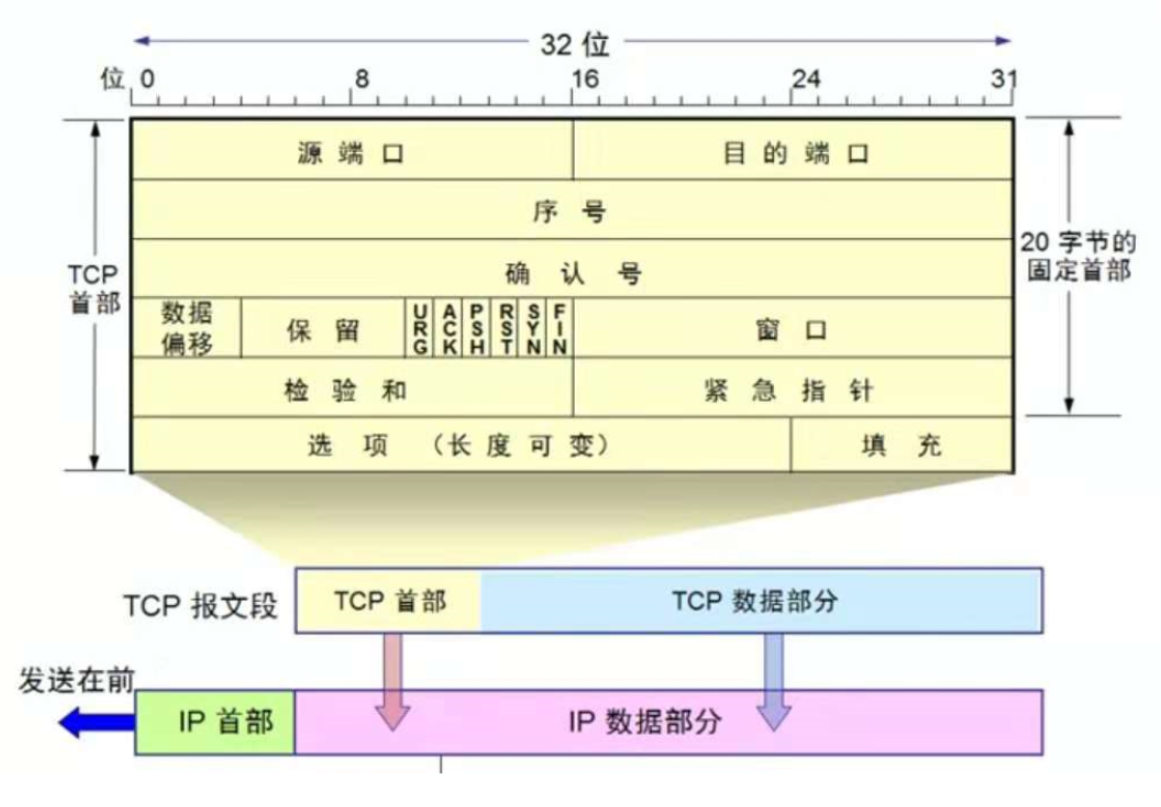 32 位
位 0 8 16 24 31
源 端 口 目 的 端 口
序 号
确 认 号
TCP
首部
20 字节的
固定首部
数据
偏移
保 留
URG ACK PSH RST SYN FIN
窗 口
检 验 和 紧 急 指 针
选 项 （长 度 可 变） 填 充
TCP 报文段 TCP 首部 TCP 数据部分
发送在前
IP 首部 IP 数据部分